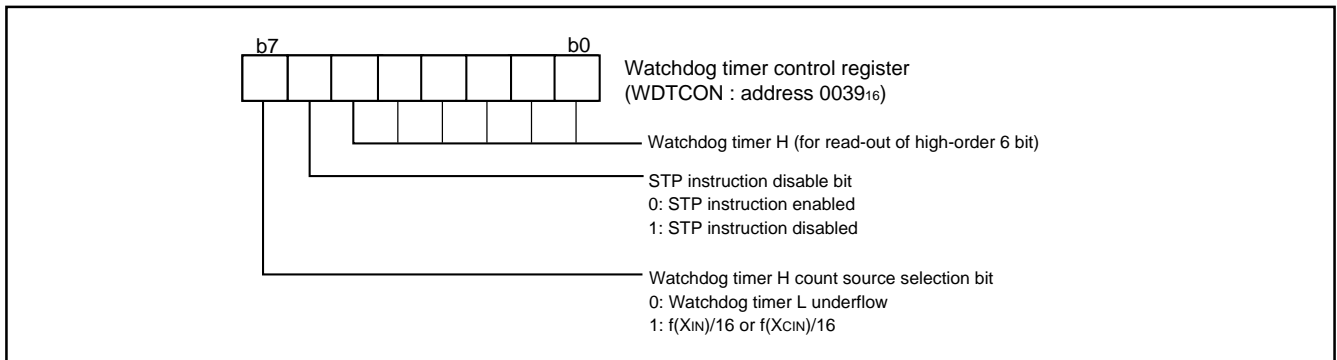 b7 b0
Watchdog timer control register
(WDTCON : address 0039₁₆)
Watchdog timer H (for read-out of high-order 6 bit)
STP instruction disable bit
0: STP instruction enabled
1: STP instruction disabled
Watchdog timer H count source selection bit
0: Watchdog timer L underflow
1: f(XIN)/16 or f(XCIN)/16